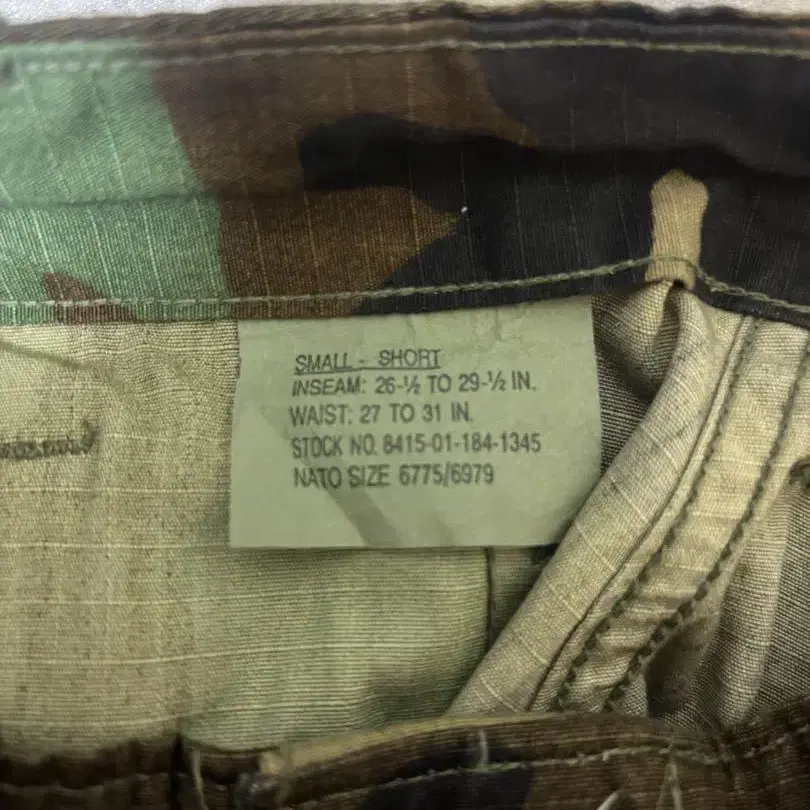 SMALL - SHORT
INSEAM: 26-½ TO 29-½ IN.
WAIST: 27 TO 31 IN.
STOCK NO. 8415-01-184-1345
NATO SIZE 6775/6979